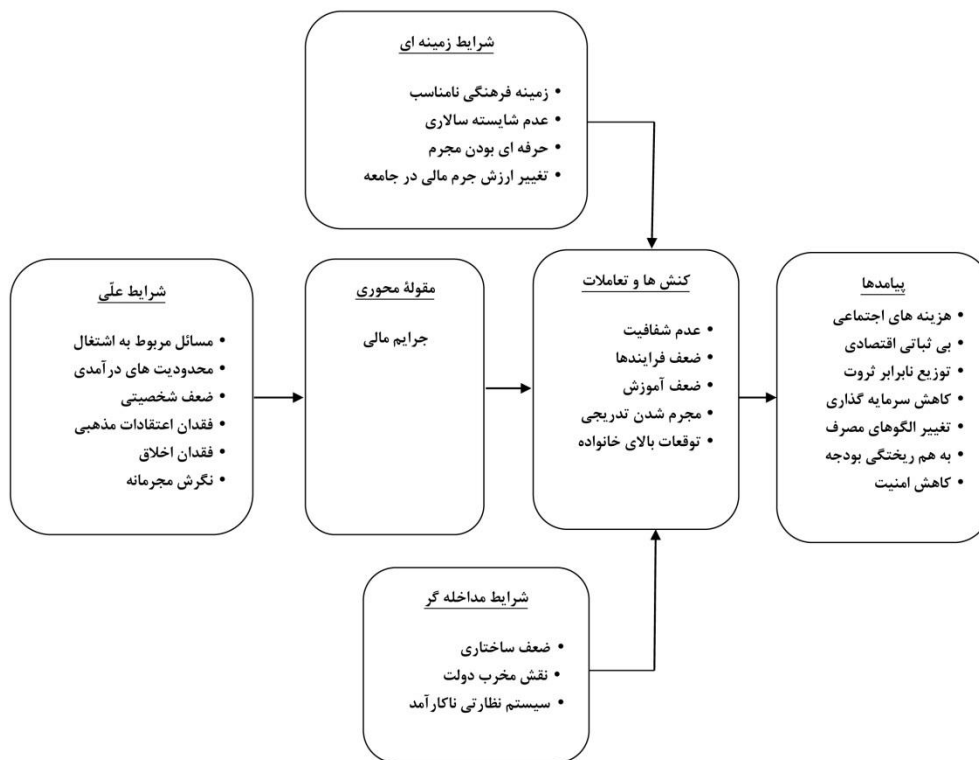 شرایط زمینه ای
• زمینه فرهنگی نامناسب
• عدم شایسته سالاری
• حرفه ای بودن مجرم
• تغییر ارزش جرم مالی در جامعه
شرایط علّی
• مسائل مربوط به اشتغال
• محدودیت های درآمدی
• ضعف شخصیتی
• فقدان اعتقادات مذهبی
• فقدان اخلاق
• نگرش مجرمانه
مقولۀ محوری
جرایم مالی
کنش ها و تعاملات
• عدم شفافیت
• ضعف فرایندها
• ضعف آموزش
• مجرم شدن تدریجی
• توقعات بالای خانواده
پیامدها
• هزینه های اجتماعی
• بی ثباتی اقتصادی
• توزیع نابرابر ثروت
• کاهش سرمایه گذاری
• تغییر الگوهای مصرف
• به هم ریختگی بودجه
• کاهش امنیت
شرایط مداخله گر
• ضعف ساختاری
• نقش مخرب دولت
• سیستم نظارتی ناکارآمد